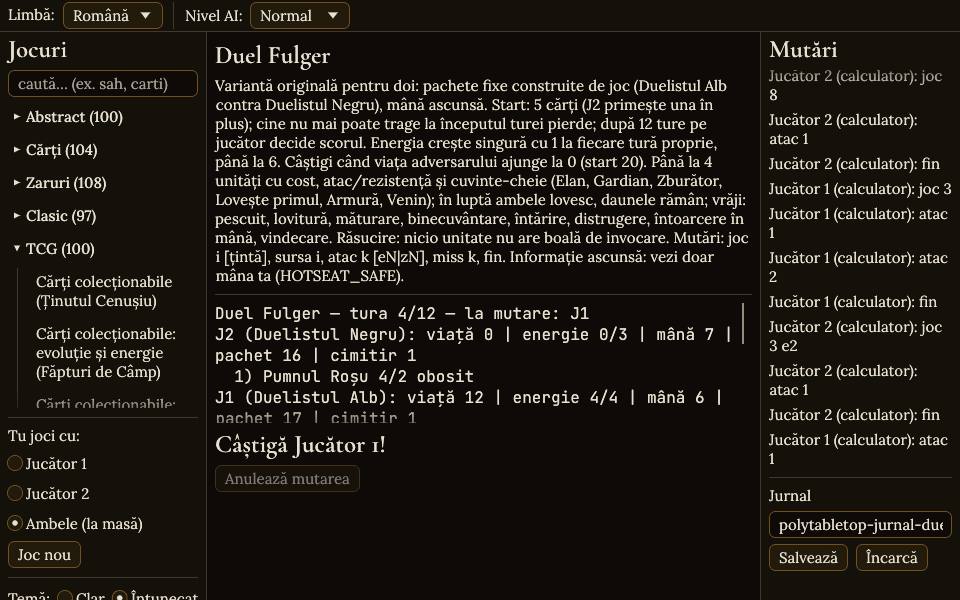 Limbă:
Română
Nivel AI:
Normal
Jocuri
caută... (ex. sah, carti)
Abstract (100)
Cărți (104)
Zaruri (108)
Clasic (97)
TCG (100)
Cărți colecționabile
(Ținutul Cenușiu)
Cărți colecționabile:
evoluție și energie
(Făpturi de Câmp)
Cărți colecționabile:
Tu joci cu:
Jucător 1
Jucător 2
Ambele (la masă)
Joc nou
Temă:
Clar
Întunecat
Duel Fulger
Variantă originală pentru doi: pachete fixe construite de joc (Duelistul Alb
contra Duelistul Negru), mână ascunsă. Start: 5 cărți (J2 primește una în
plus); cine nu mai poate trage la începutul turei pierde; după 12 ture pe
jucător decide scorul. Energia crește singură cu 1 la fiecare tură proprie,
până la 6. Câștigi când viața adversarului ajunge la 0 (start 20). Până la 4
unități cu cost, atac/rezistență și cuvinte-cheie (Elan, Gardian, Zburător,
Lovește primul, Armură, Venin); în luptă ambele lovesc, daunele rămân; vrăji:
pescuit, lovitură, măturare, binecuvântare, întărire, distrugere, întoarcere în
mână, vindecare. Răsucire: nicio unitate nu are boală de invocare. Mutări: joc
i [țintă], sursa i, atac k [eN|zN], miss k, fin. Informație ascunsă: vezi doar
mâna ta (HOTSEAT_SAFE).
Duel Fulger — tura 4/12 — la mutare: J1
J2 (Duelistul Negru): viață 0 | energie 0/3 | mână 7 |
pachet 16 | cimitir 1
1) Pumnul Roșu 4/2 obosit
J1 (Duelistul Alb): viață 12 | energie 4/4 | mână 6 |
pachet 17 | cimitir 1
Câștigă Jucător 1!
Anulează mutarea
Mutări
Jucător 2 (calculator): joc
8
Jucător 2 (calculator):
atac 1
Jucător 2 (calculator): fin
Jucător 1 (calculator): joc 3
Jucător 1 (calculator): atac
1
Jucător 1 (calculator): atac
2
Jucător 1 (calculator): fin
Jucător 2 (calculator): joc
3 e2
Jucător 2 (calculator):
atac 1
Jucător 2 (calculator): fin
Jucător 1 (calculator): atac
1
Jurnal
polytabletop-jurnal-due
Salvează
Încarcă